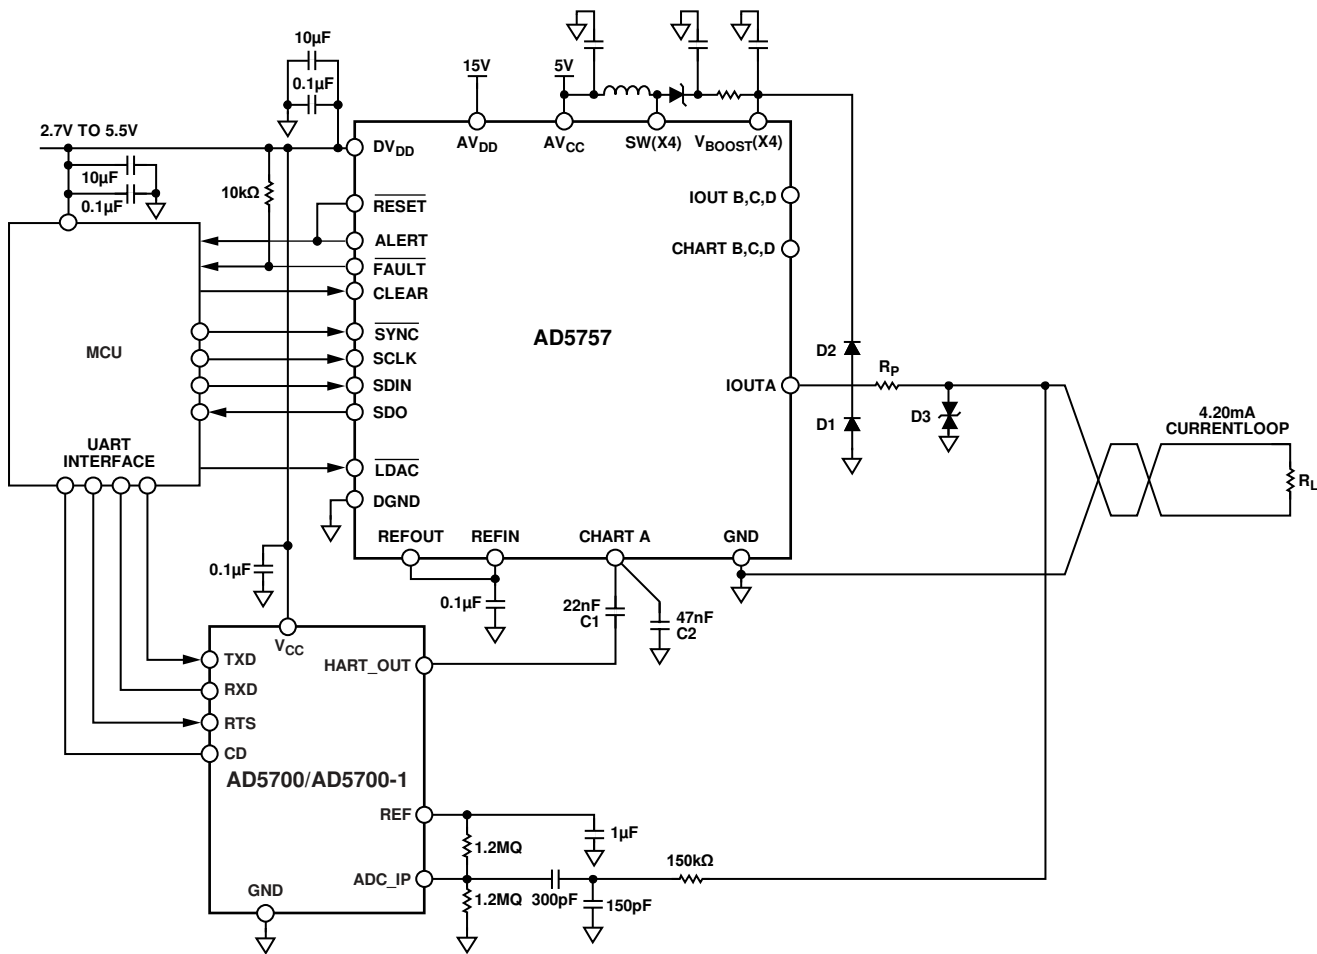 10µF
0.1µF
15V
5V
2.7V TO 5.5V
10µF
0.1µF
10kΩ
DVDD
AVDD
AVCC
SW(X4)
VBOOST(X4)
RESET
ALERT
FAULT
CLEAR
SYNC
SCLK
SDIN
SDO
LDAC
DGND
IOUT B,C,D
CHART B,C,D
AD5757
IOUTA
MCU
UART
INTERFACE
D2
D1
RP
D3
4.20mA
CURRENTLOOP
RL
REFOUT
REFIN
CHART A
GND
0.1µF
0.1µF
22nF
C1
47nF
C2
VCC
TXD
RXD
RTS
CD
HART_OUT
AD5700/AD5700-1
REF
ADC_IP
GND
1.2MQ
1.2MQ
1µF
300pF
150pF
150kΩ